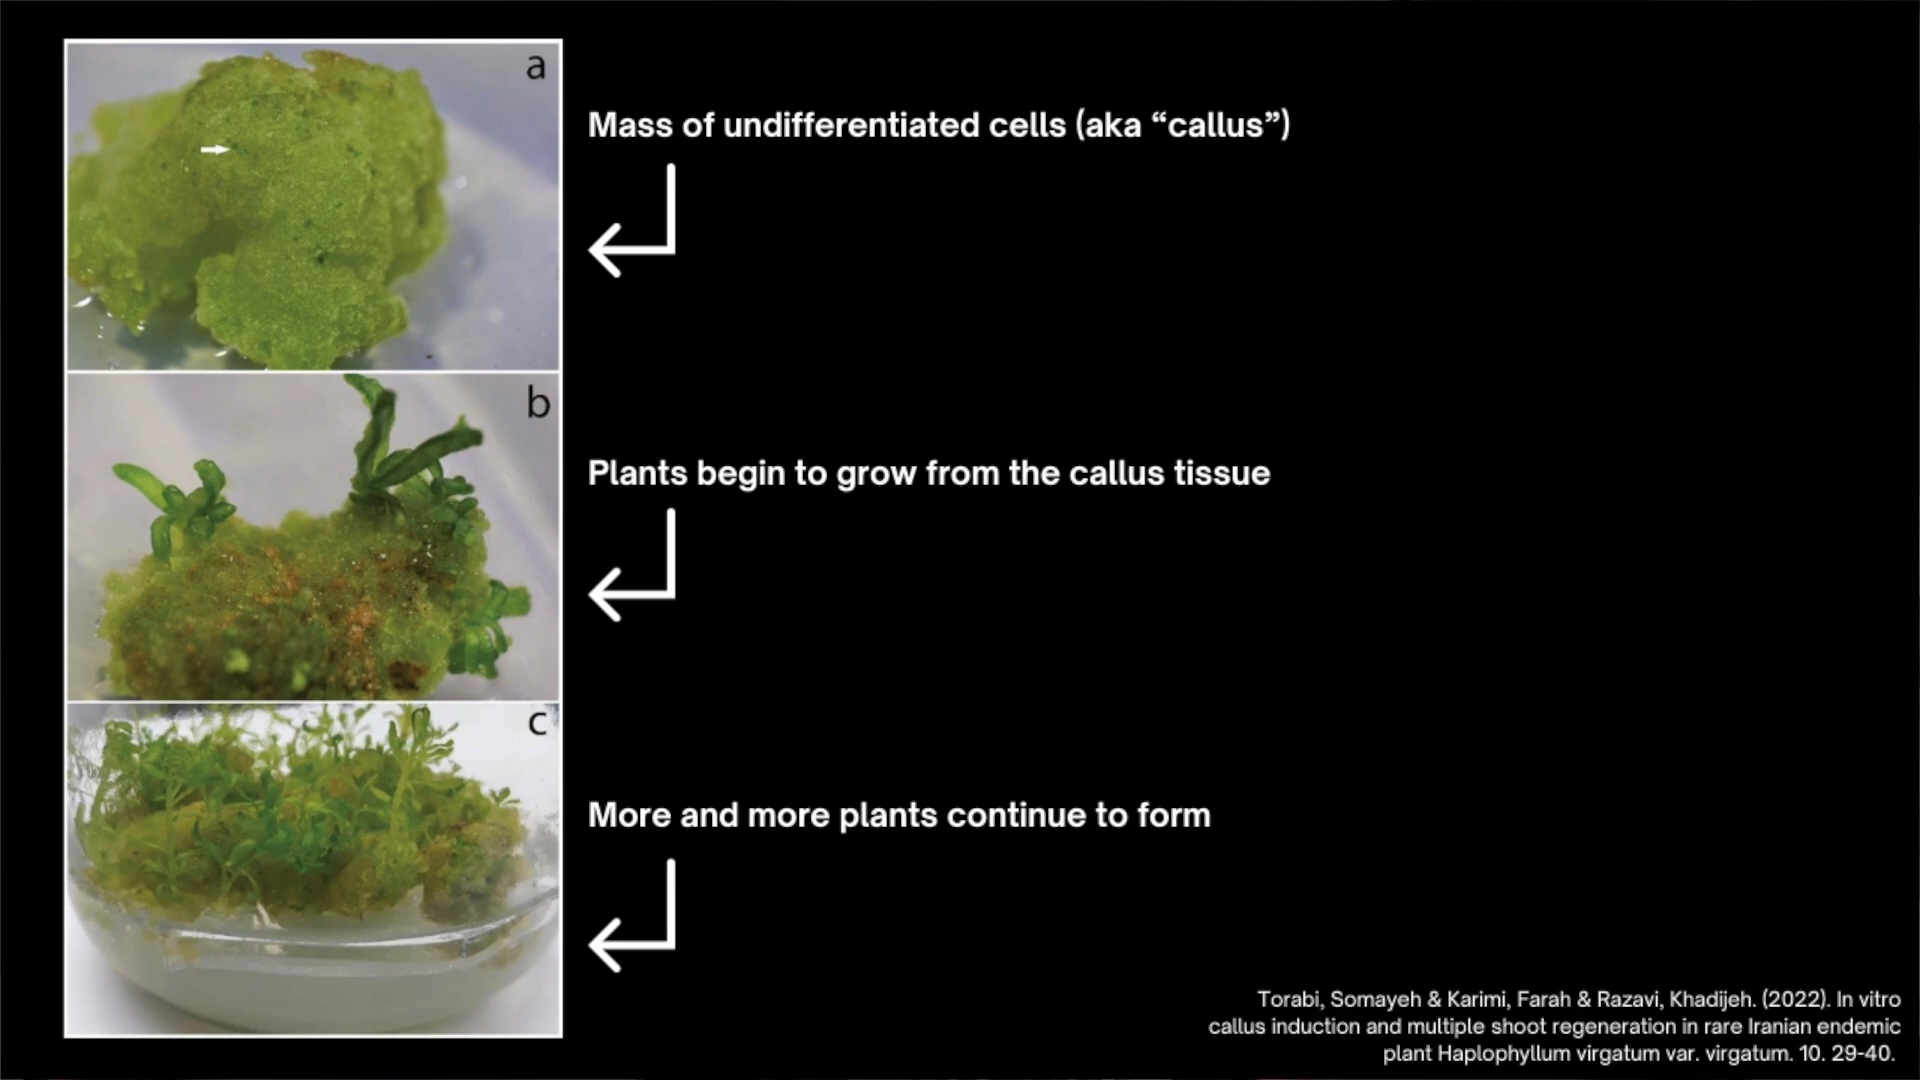 a
Mass of undifferentiated cells (aka “callus”)
b
Plants begin to grow from the callus tissue
c
More and more plants continue to form
Torabi, Somayeh & Karimi, Farah & Razavi, Khadijeh. (2022). In vitro
callus induction and multiple shoot regeneration in rare Iranian endemic
plant Haplophyllum virgatum var. virgatum. 10. 29-40.